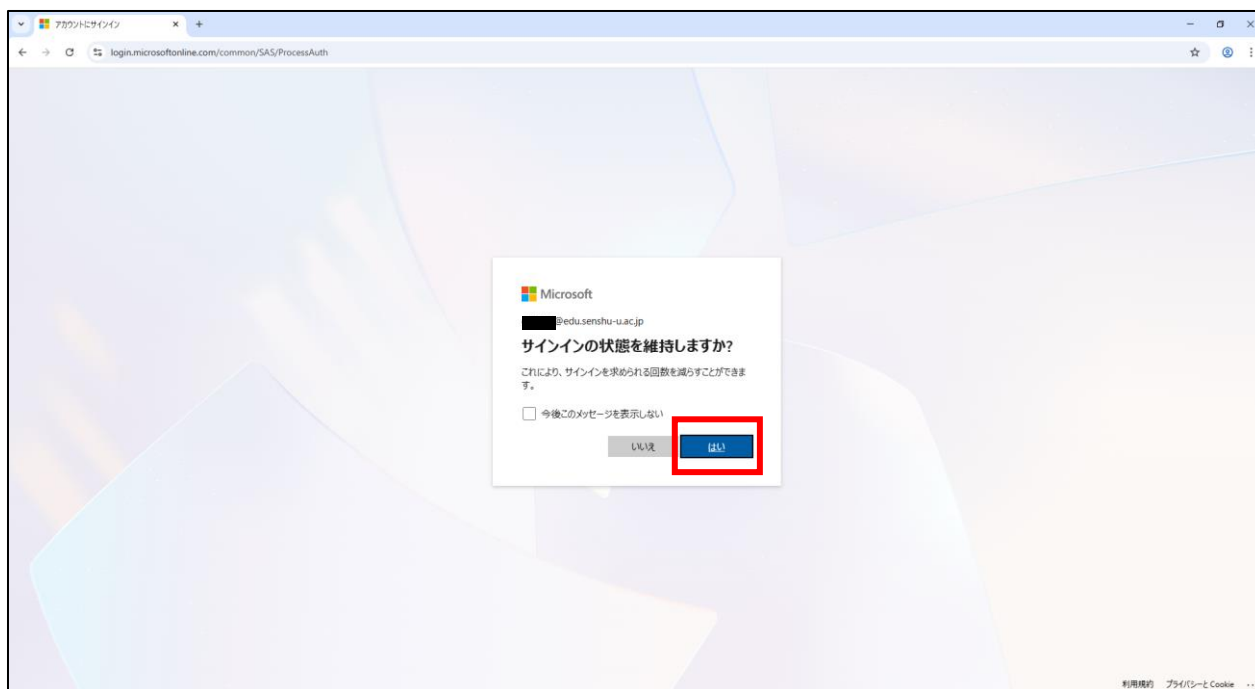 アカウントにサインイン
login.microsoftonline.com/common/SAS/ProcessAuth
Microsoft
@edu.senshu-u.ac.jp
サインインの状態を維持しますか?
これにより、サインインを求められる回数を減らすことができま
す。
今後このメッセージを表示しない
いいえ
はい
利用規約 プライバシーと Cookie